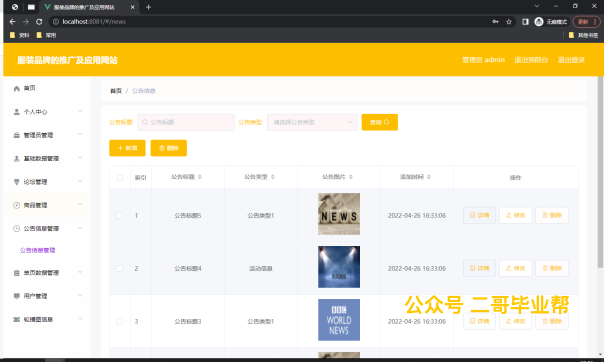 服装品牌的推广及应用网站
localhost:8081/#/news
无痕模式
更新
资料
常用
其他书签
服装品牌的推广及应用网站
管理员 admin
退出到前台
退出登录
首页
个人中心
管理员管理
基础数据管理
论坛管理
商品管理
公告信息管理
公告信息管理
单页数据管理
用户管理
轮播图信息
首页 / 公告信息
公告标题 公告标题 公告类型 请选择公告类型 查询
+ 新增 删除
索引 公告标题 公告类型 公告图片 添加时间 操作
1 公告标题5 公告类型1 NEWS 2022-04-26 16:33:06 详情 修改 删除
2 公告标题4 活动信息 2022-04-26 16:33:06 详情 修改 删除
3 公告标题3 公告类型1 BBC WORLD NEWS 2022-04-26 16:33:06 详情 修改 删除
公众号 二哥毕业帮